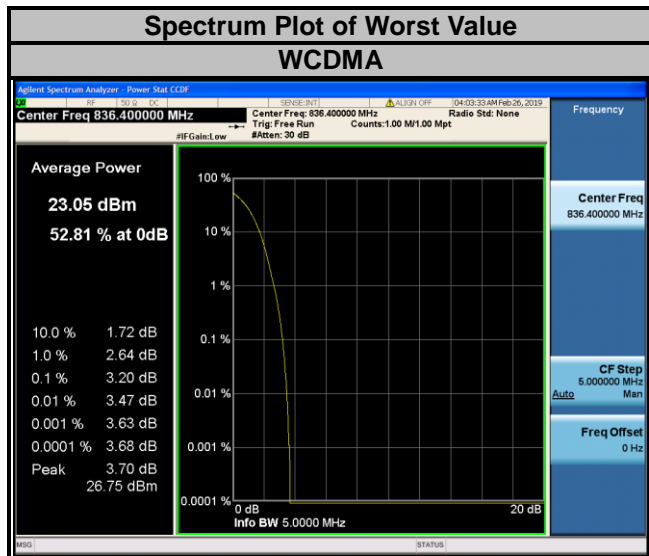 Spectrum Plot of Worst Value
WCDMA
Agilent Spectrum Analyzer - Power Stat CCDF
RF 50 Ω DC SENSE:INT ALIGN OFF 04:03:33 AM Feb 26, 2019
Center Freq 836.400000 MHz
Center Freq: 836.400000 MHz Radio Std: None
Trig: Free Run Counts:1.00 M/1.00 Mpt
#IFGain:Low #Atten: 30 dB
Frequency
Average Power
23.05 dBm
52.81 % at 0dB
10.0 % 1.72 dB
1.0 % 2.64 dB
0.1 % 3.20 dB
0.01 % 3.47 dB
0.001 % 3.63 dB
0.0001 % 3.68 dB
Peak 3.70 dB
26.75 dBm
100 %
10 %
1 %
0.1 %
0.01 %
0.001 %
0.0001 %
0 dB 20 dB
Info BW 5.0000 MHz
Center Freq
836.400000 MHz
CF Step
5.000000 MHz
Auto Man
Freq Offset
0 Hz
MSG STATUS